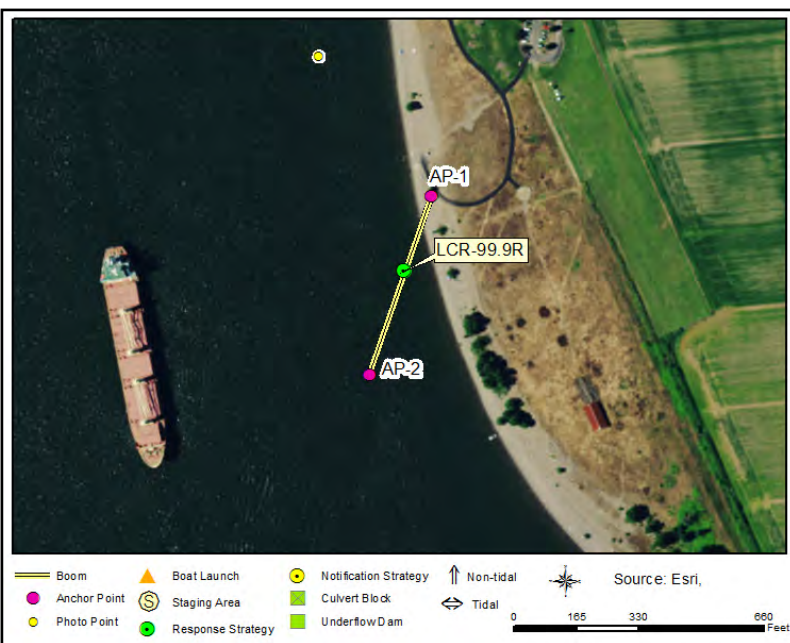 AP-1
LCR-99.9R
AP-2
Boom
Anchor Point
Photo Point
Boat Launch
S Staging Area
Response Strategy
Notification Strategy
Culvert Block
Underflow Dam
Non-tidal
Tidal
Source: Esri,
0 165 330 660
Feet